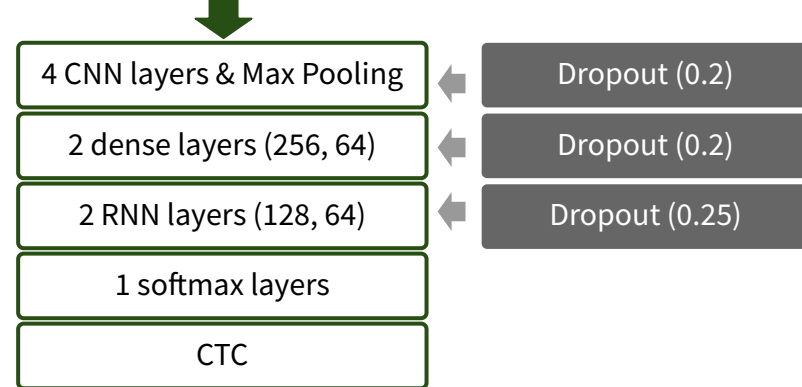 4 CNN layers & Max Pooling
Dropout (0.2)
2 dense layers (256, 64)
Dropout (0.2)
2 RNN layers (128, 64)
Dropout (0.25)
1 softmax layers
CTC